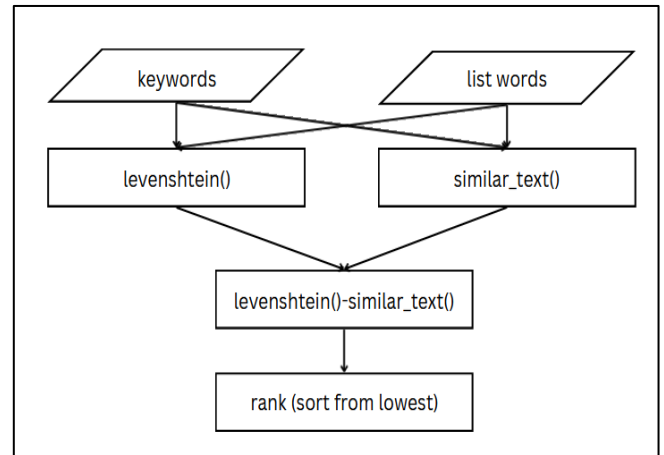 keywords
list words
levenshtein()
similar_text()
levenshtein()-similar_text()
rank (sort from lowest)